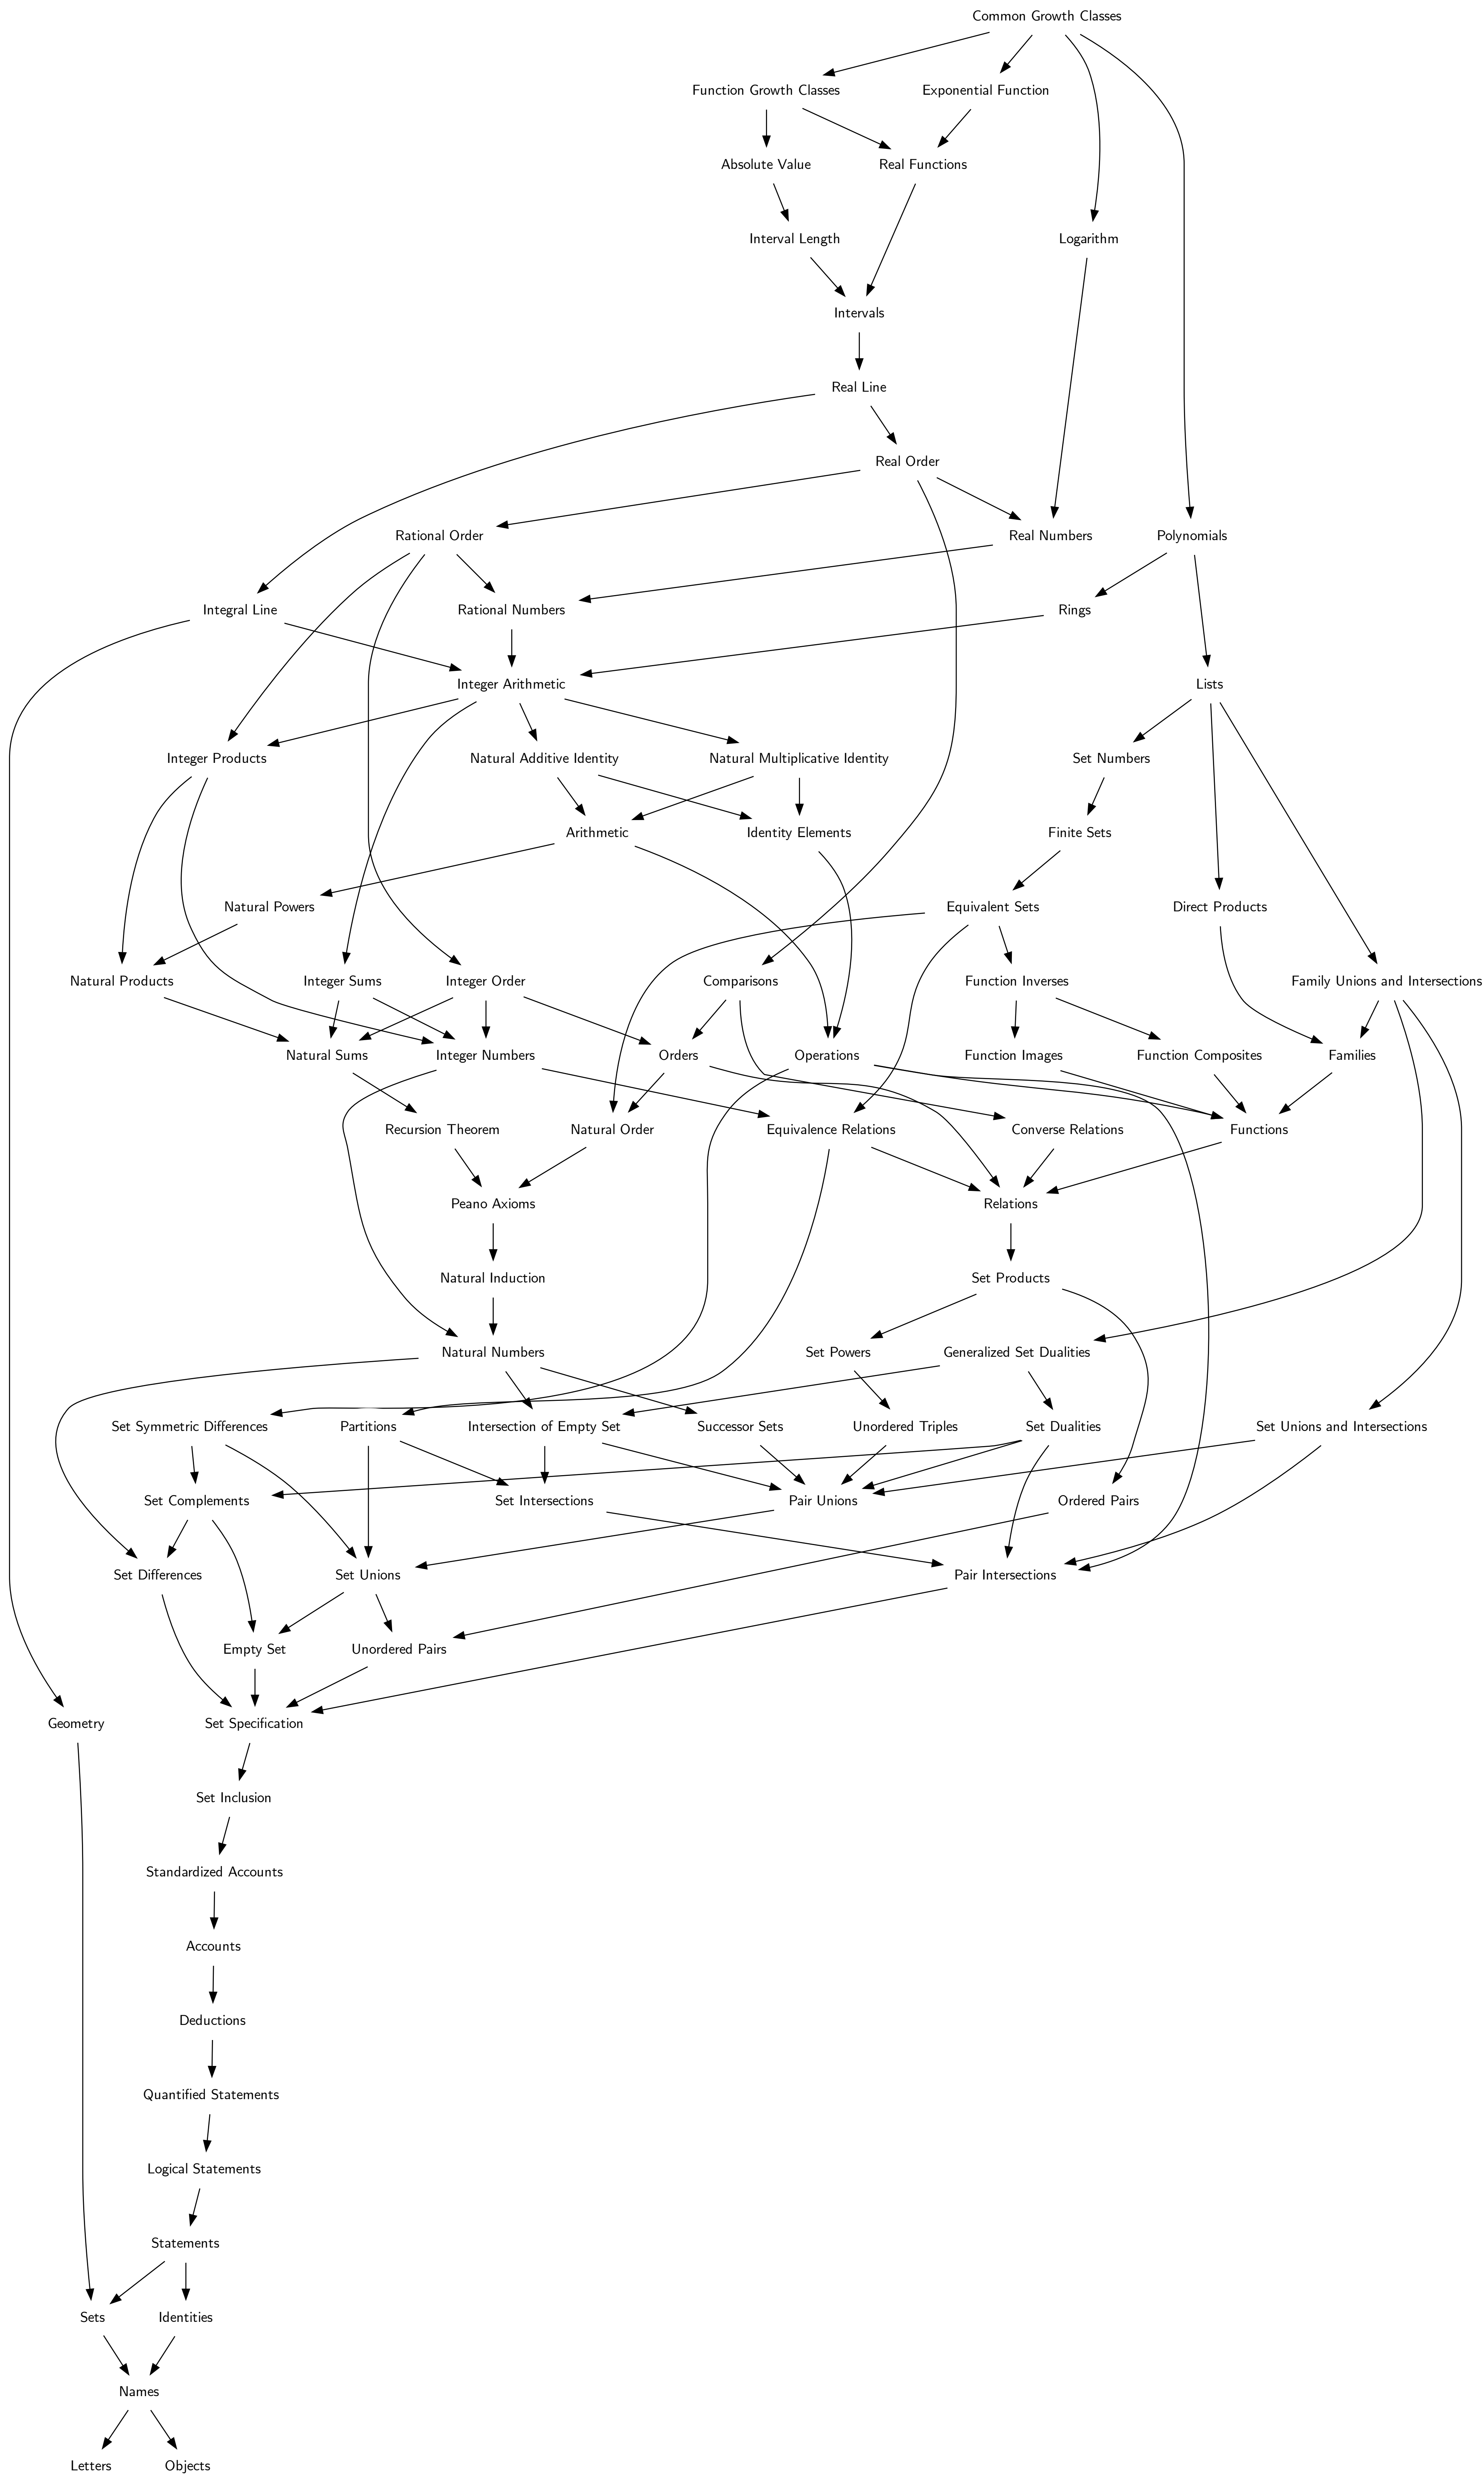 Common Growth Classes
Function Growth Classes
Exponential Function
Absolute Value
Real Functions
Interval Length
Logarithm
Intervals
Real Line
Real Order
Rational Order
Real Numbers
Polynomials
Integral Line
Rational Numbers
Rings
Integer Arithmetic
Lists
Integer Products
Natural Additive Identity
Natural Multiplicative Identity
Set Numbers
Arithmetic
Identity Elements
Finite Sets
Natural Powers
Equivalent Sets
Direct Products
Natural Products
Integer Sums
Integer Order
Comparisons
Function Inverses
Family Unions and Intersections
Natural Sums
Integer Numbers
Orders
Operations
Function Images
Function Composites
Families
Recursion Theorem
Natural Order
Equivalence Relations
Converse Relations
Functions
Peano Axioms
Relations
Natural Induction
Set Products
Natural Numbers
Set Powers
Generalized Set Dualities
Set Symmetric Differences
Partitions
Intersection of Empty Set
Successor Sets
Unordered Triples
Set Dualities
Set Unions and Intersections
Set Complements
Set Intersections
Pair Unions
Ordered Pairs
Set Differences
Set Unions
Pair Intersections
Empty Set
Unordered Pairs
Geometry
Set Specification
Set Inclusion
Standardized Accounts
Accounts
Deductions
Quantified Statements
Logical Statements
Statements
Sets
Identities
Names
Letters
Objects